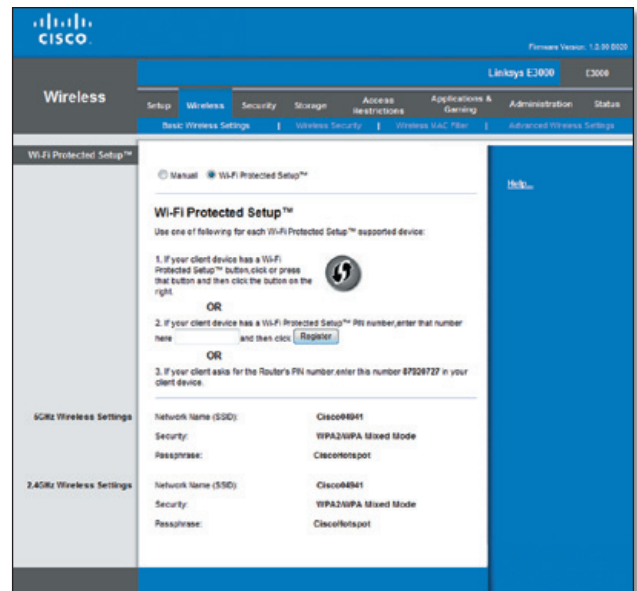 CISCO.
Firmware Version: 1.0.00 B020
Linksys E3000 E3000
Wireless
Setup Wireless Security Storage Access Restrictions Applications & Gaming Administration Status
Basic Wireless Settings | Wireless Security | Wireless MAC Filter | Advanced Wireless Settings
Wi-Fi Protected Setup™
Manual Wi-Fi Protected Setup™
Help...
Wi-Fi Protected Setup™
Use one of following for each Wi-Fi Protected Setup™ supported device:
1. If your client device has a Wi-Fi
Protected Setup™ button,click or press
that button and then click the button on the
right.
OR
2. If your client device has a Wi-Fi Protected Setup™ PIN number,enter that number
here and then click Register
OR
3. If your client asks for the Router's PIN number,enter this number 87920727 in your
client device.
5GHz Wireless Settings
Network Name (SSID): Cisco04941
Security: WPA2/WPA Mixed Mode
Passphrase: CiscoHotspot
2.4GHz Wireless Settings
Network Name (SSID): Cisco04941
Security: WPA2/WPA Mixed Mode
Passphrase: CiscoHotspot